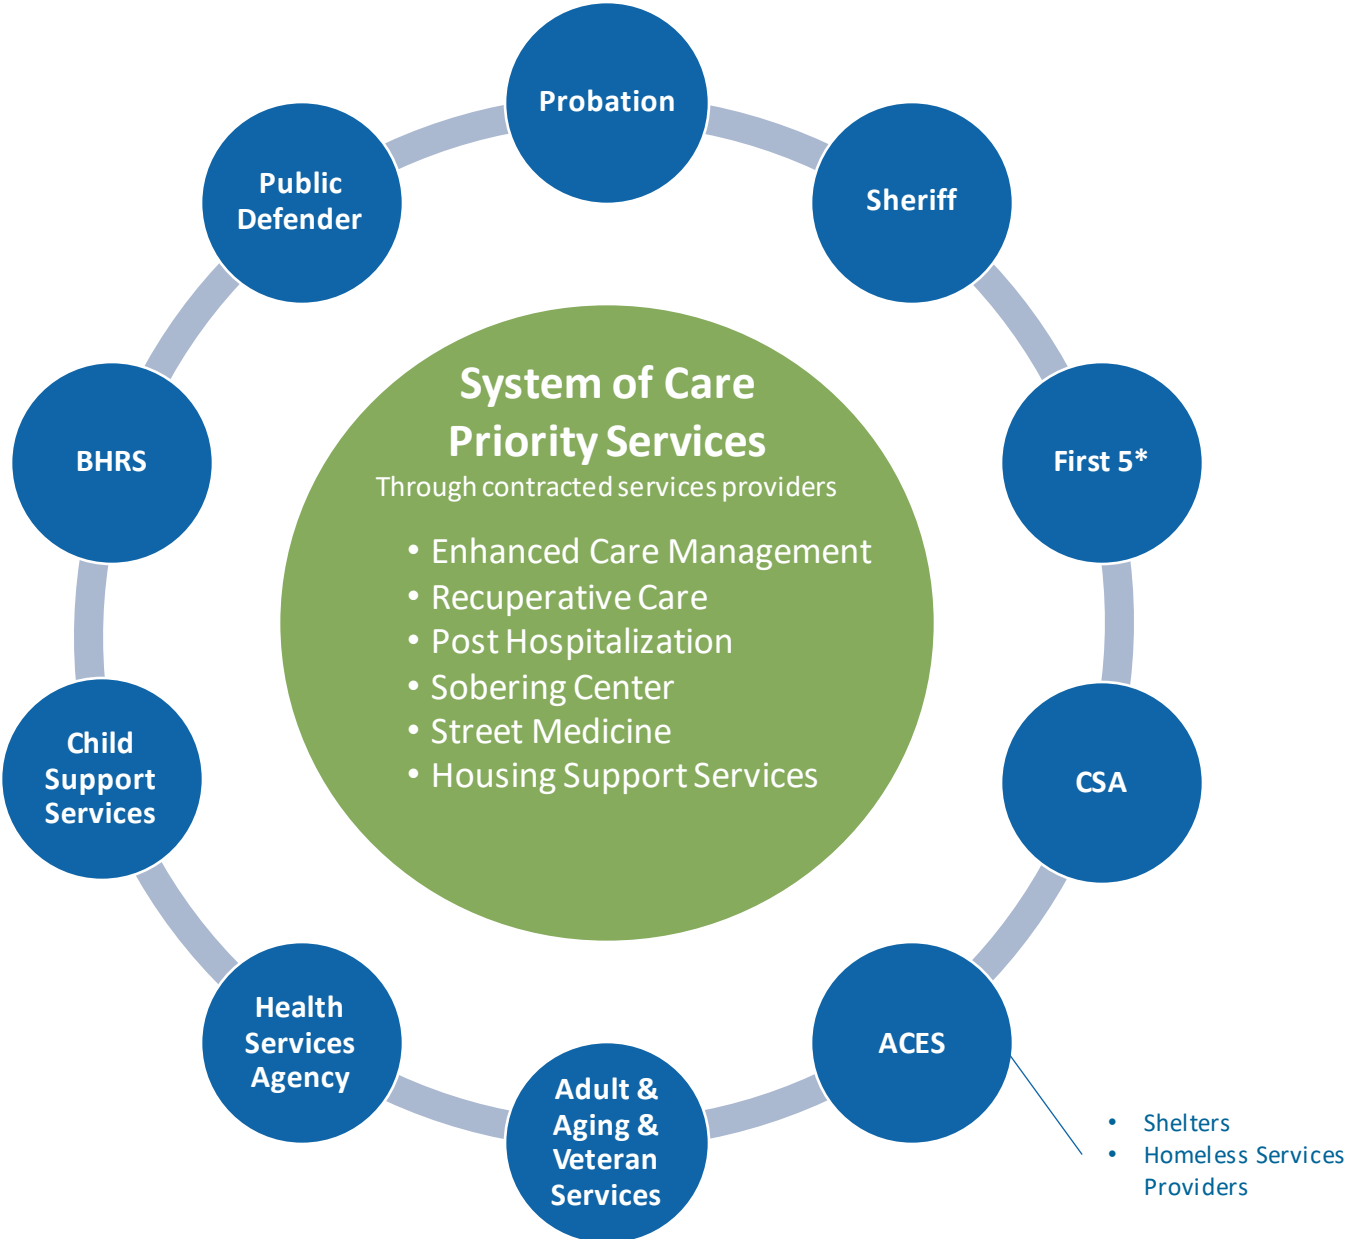 Probation
Public
Defender
Sheriff
BHRS
First 5*
System of Care
Priority Services
Through contracted services providers
• Enhanced Care Management
• Recuperative Care
• Post Hospitalization
• Sobering Center
• Street Medicine
• Housing Support Services
Child
Support
Services
CSA
Health
Services
Agency
ACES
Adult &
Aging &
Veteran
Services
• Shelters
• Homeless Services
Providers